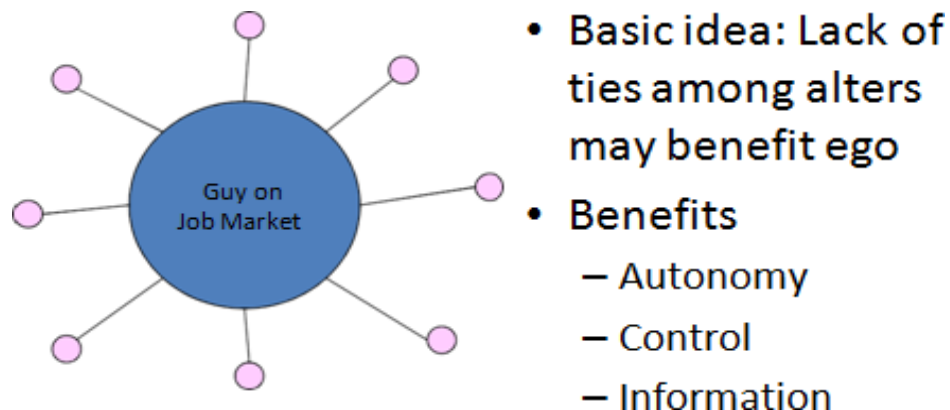 Guy on
Job Market
• Basic idea: Lack of
ties among alters
may benefit ego
• Benefits
– Autonomy
– Control
– Information